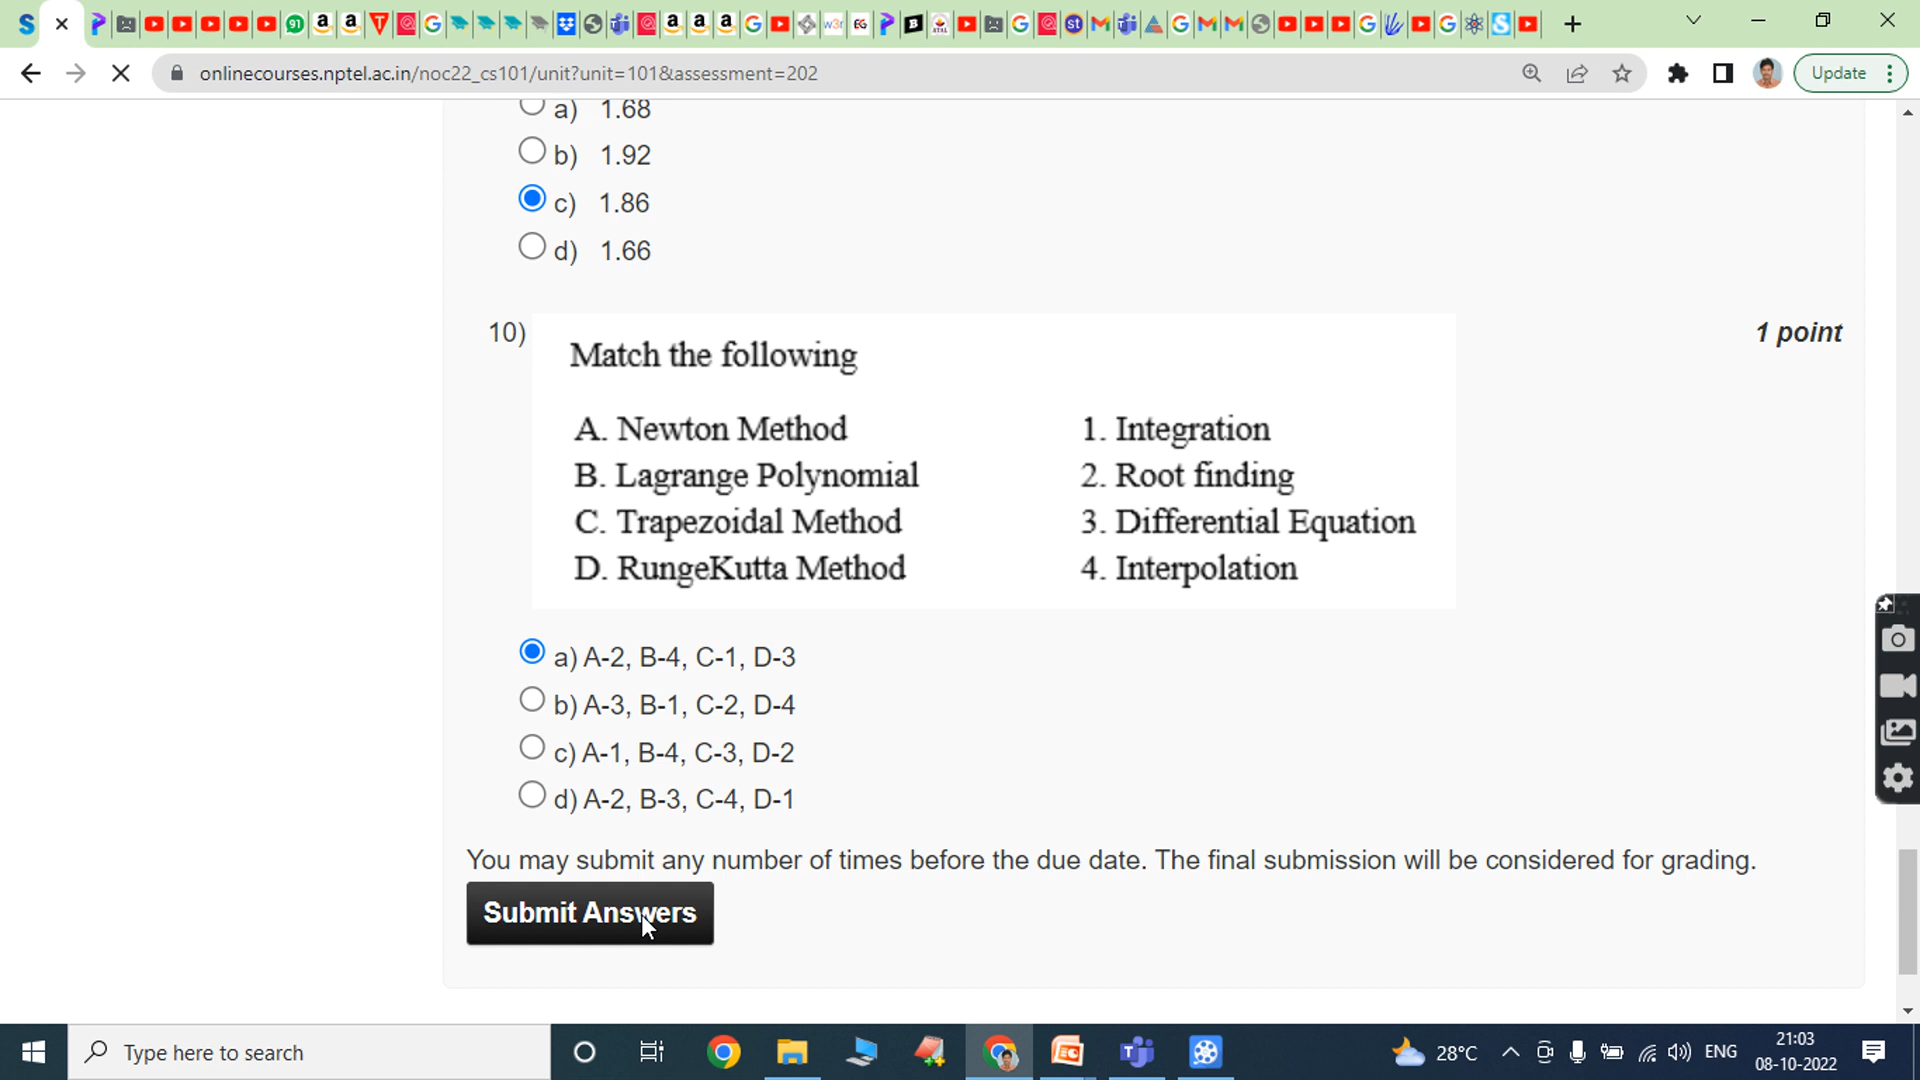 onlinecourses.nptel.ac.in/noc22_cs101/unit?unit=101&assessment=202
Update
a) 1.68
b) 1.92
c) 1.86
d) 1.66
10)
1 point
Match the following
A. Newton Method 1. Integration
B. Lagrange Polynomial 2. Root finding
C. Trapezoidal Method 3. Differential Equation
D. RungeKutta Method 4. Interpolation
a) A-2, B-4, C-1, D-3
b) A-3, B-1, C-2, D-4
c) A-1, B-4, C-3, D-2
d) A-2, B-3, C-4, D-1
You may submit any number of times before the due date. The final submission will be considered for grading.
Submit Answers
Type here to search
28°C
ENG
21:03
08-10-2022